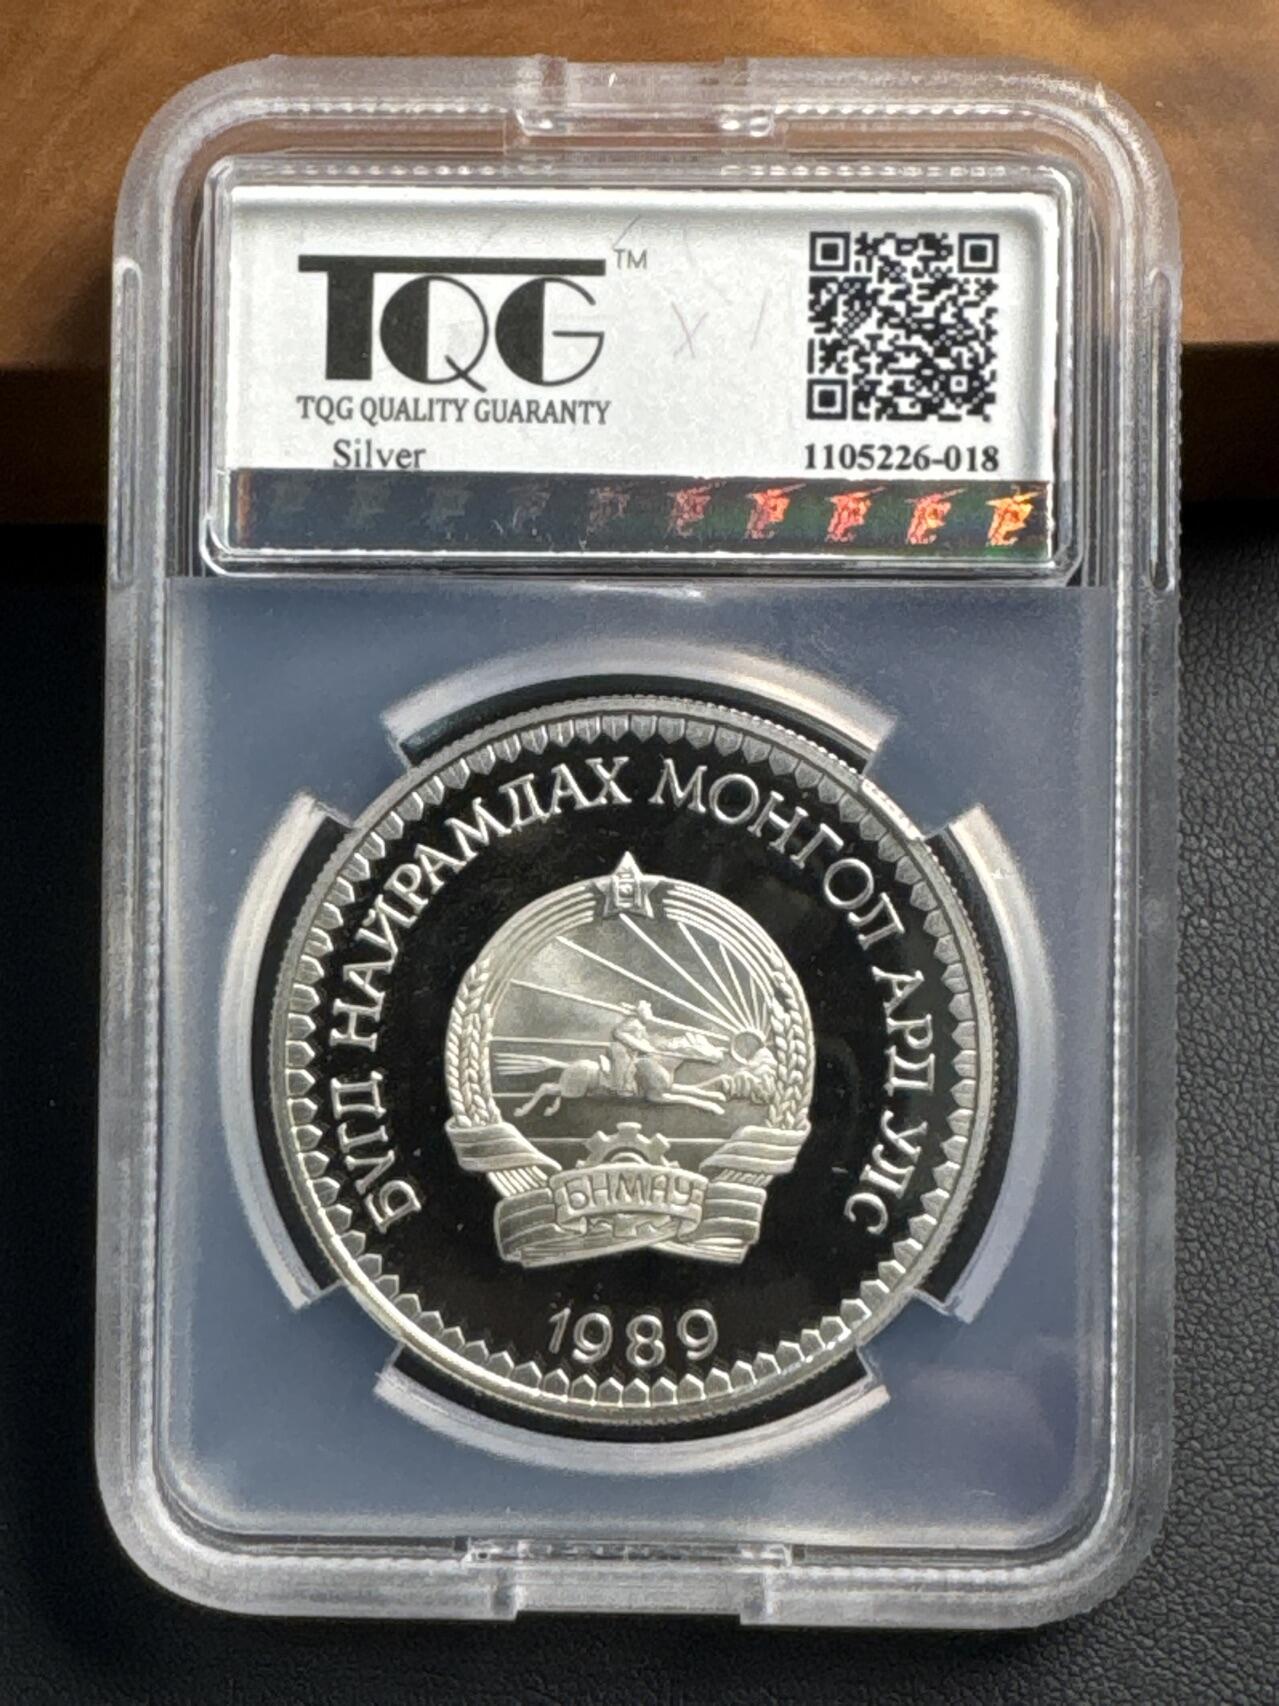 TQG™
TQG QUALITY GUARANTY
Silver
1105226-018
БҮГД НАЙРАМДАХ МОНГОЛ АРД УЛС
БНМАУ
1989